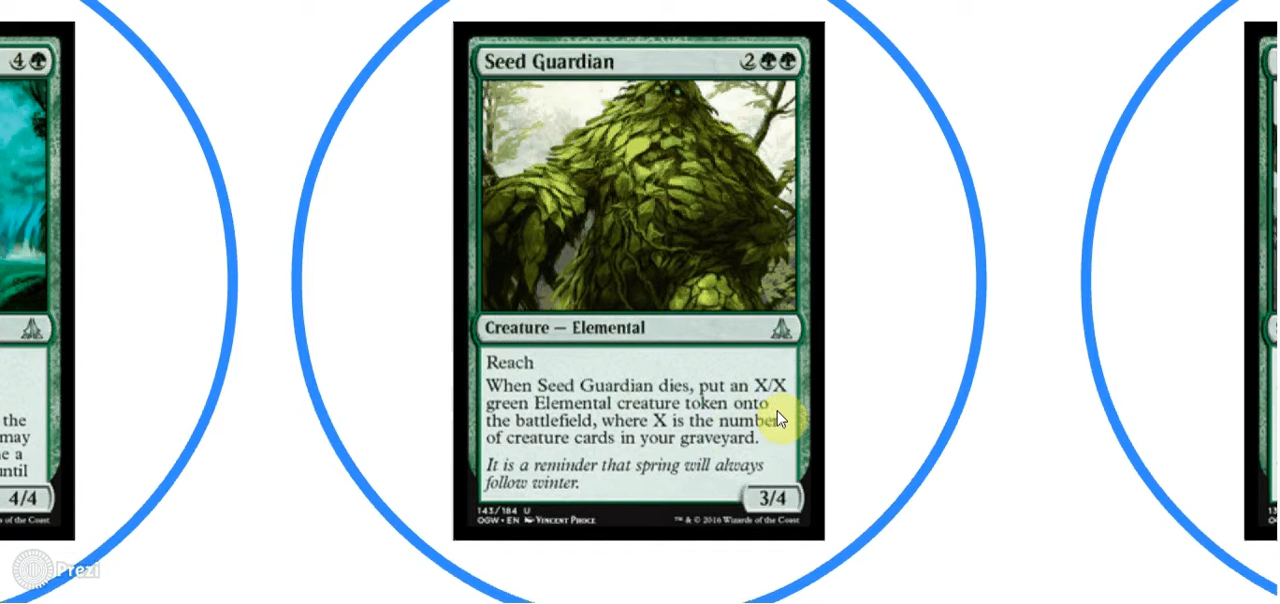 4
the
may
e a
until
4/4
s of the Coast
Seed Guardian 2
Creature — Elemental
Reach
When Seed Guardian dies, put an X/X
green Elemental creature token onto
the battlefield, where X is the number
of creature cards in your graveyard.
It is a reminder that spring will always
follow winter.
3/4
143/184 U
OGW • EN Vincent Proce
™ & © 2016 Wizards of the Coast
13
O
Prezi